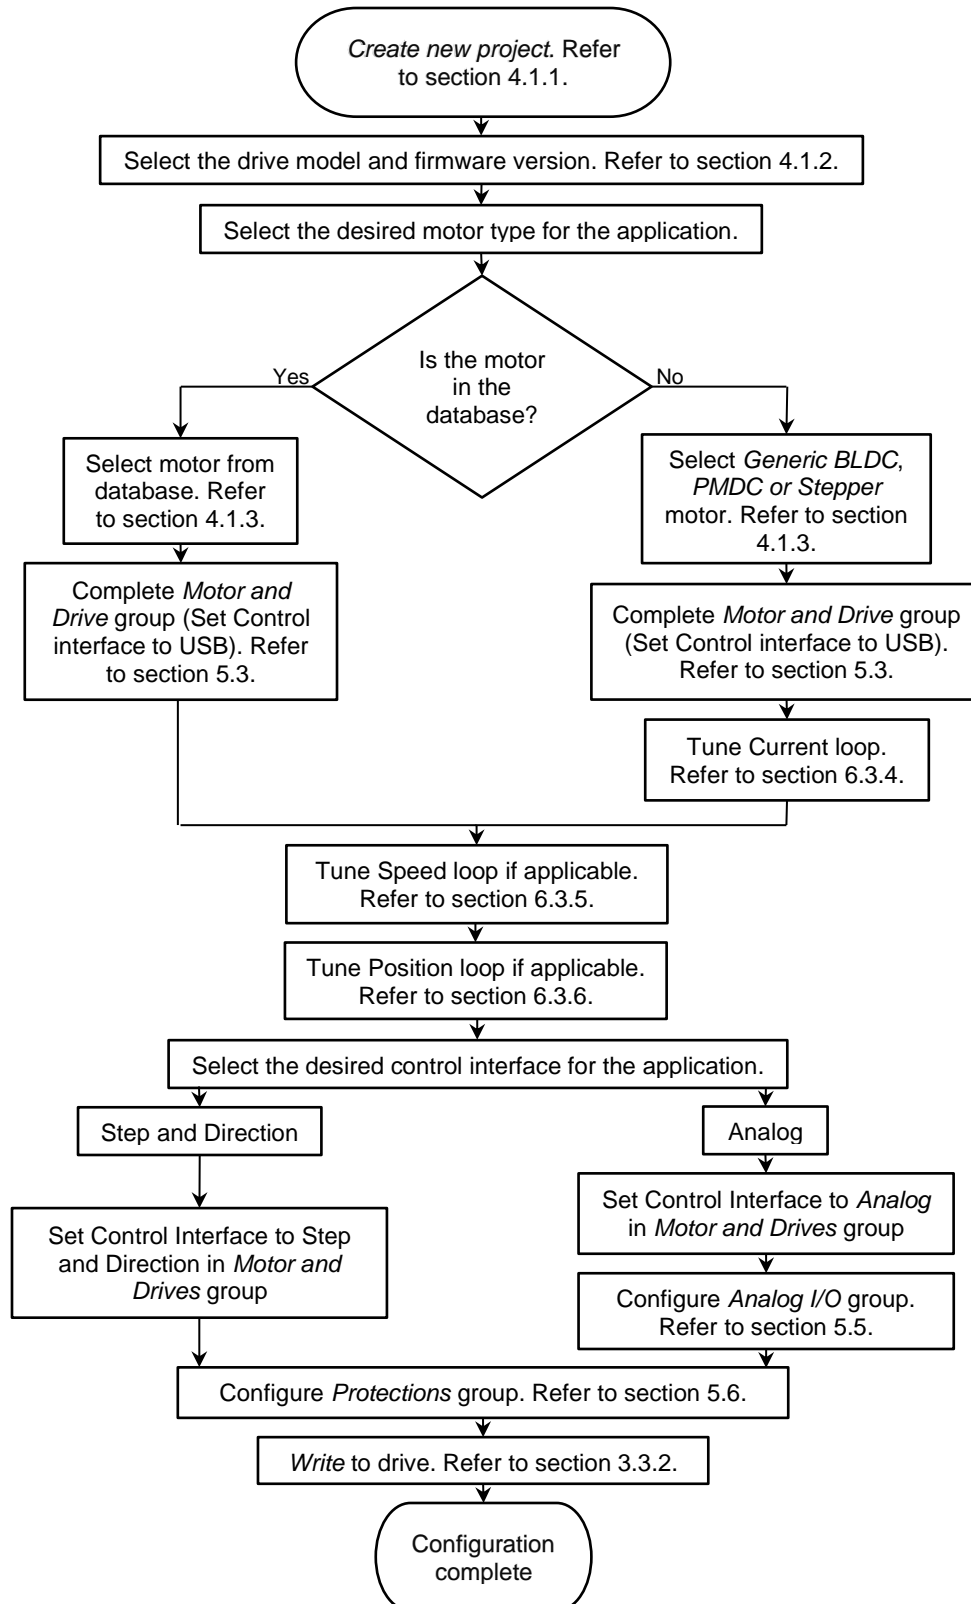 Create new project. Refer
to section 4.1.1.
Select the drive model and firmware version. Refer to section 4.1.2.
Select the desired motor type for the application.
Is the motor
in the
database?
Yes
No
Select motor from
database. Refer
to section 4.1.3.
Select Generic BLDC,
PMDC or Stepper
motor. Refer to section
4.1.3.
Complete Motor and
Drive group (Set Control
interface to USB). Refer
to section 5.3.
Complete Motor and Drive group
(Set Control interface to USB).
Refer to section 5.3.
Tune Current loop.
Refer to section 6.3.4.
Tune Speed loop if applicable.
Refer to section 6.3.5.
Tune Position loop if applicable.
Refer to section 6.3.6.
Select the desired control interface for the application.
Step and Direction
Analog
Set Control Interface to Step
and Direction in Motor and
Drives group
Set Control Interface to Analog
in Motor and Drives group
Configure Analog I/O group.
Refer to section 5.5.
Configure Protections group. Refer to section 5.6.
Write to drive. Refer to section 3.3.2.
Configuration
complete